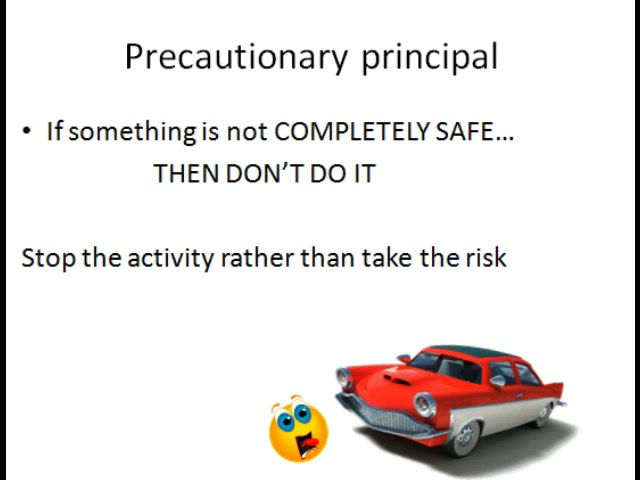 Precautionary principal
• If something is not COMPLETELY SAFE...
THEN DON'T DO IT
Stop the activity rather than take the risk